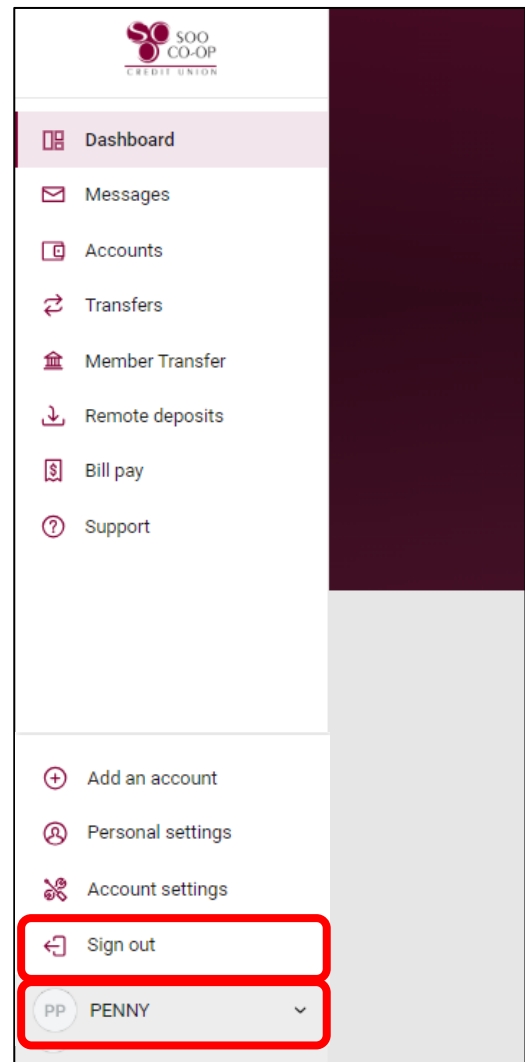 SOO
CO-OP
CREDIT UNION
Dashboard
Messages
Accounts
Transfers
Member Transfer
Remote deposits
Bill pay
Support
Add an account
Personal settings
Account settings
Sign out
PP PENNY